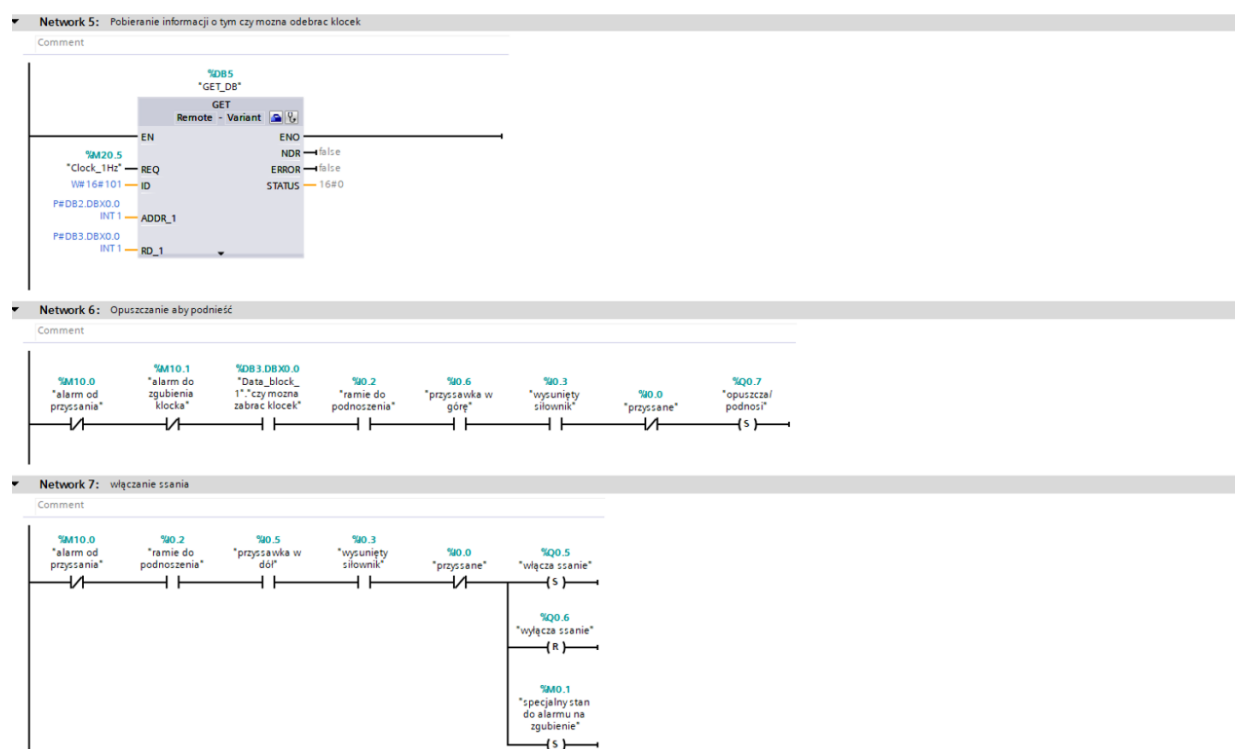 Network 5: Pobieranie informacji o tym czy mozna odebrac klocek
Comment
%DB5
"GET_DB"
GET
Remote - Variant
EN
ENO
NDR
false
%M20.5
"Clock_1Hz"
REQ
ERROR
false
W#16#101
ID
STATUS
16#0
P#DB2.DBX0.0
INT 1
ADDR_1
P#DB3.DBX0.0
INT 1
RD_1
Network 6: Opuszczanie aby podnieść
Comment
%M10.0
"alarm od
przyssania"
%M10.1
"alarm do
zgubienia
klocka"
%DB3.DBX0.0
"Data_block_
1"."czy mozna
zabrac klocek"
%I0.2
"ramie do
podnoszenia"
%I0.6
"przyssawka w
górę"
%I0.3
"wysunięty
siłownik"
%I0.0
"przyssane"
%Q0.7
"opuszcza/
podnosi"
S
Network 7: włączanie ssania
Comment
%M10.0
"alarm od
przyssania"
%I0.2
"ramie do
podnoszenia"
%I0.5
"przyssawka w
dół"
%I0.3
"wysunięty
siłownik"
%I0.0
"przyssane"
%Q0.5
"włącza ssanie"
S
%Q0.6
"wyłącza ssanie"
R
%M0.1
"specjalny stan
do alarmu na
zgubienie"
S